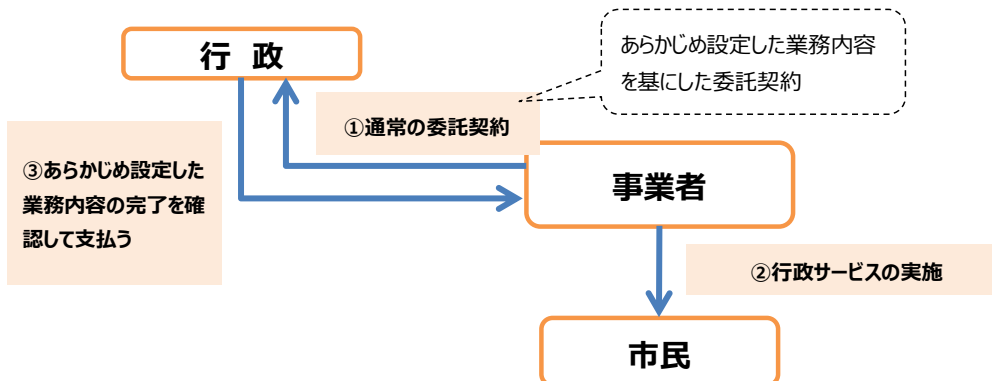 行 政
あらかじめ設定した業務内容
を基にした委託契約
①通常の委託契約
③あらかじめ設定した
業務内容の完了を確
認して支払う
事業者
②行政サービスの実施
市民